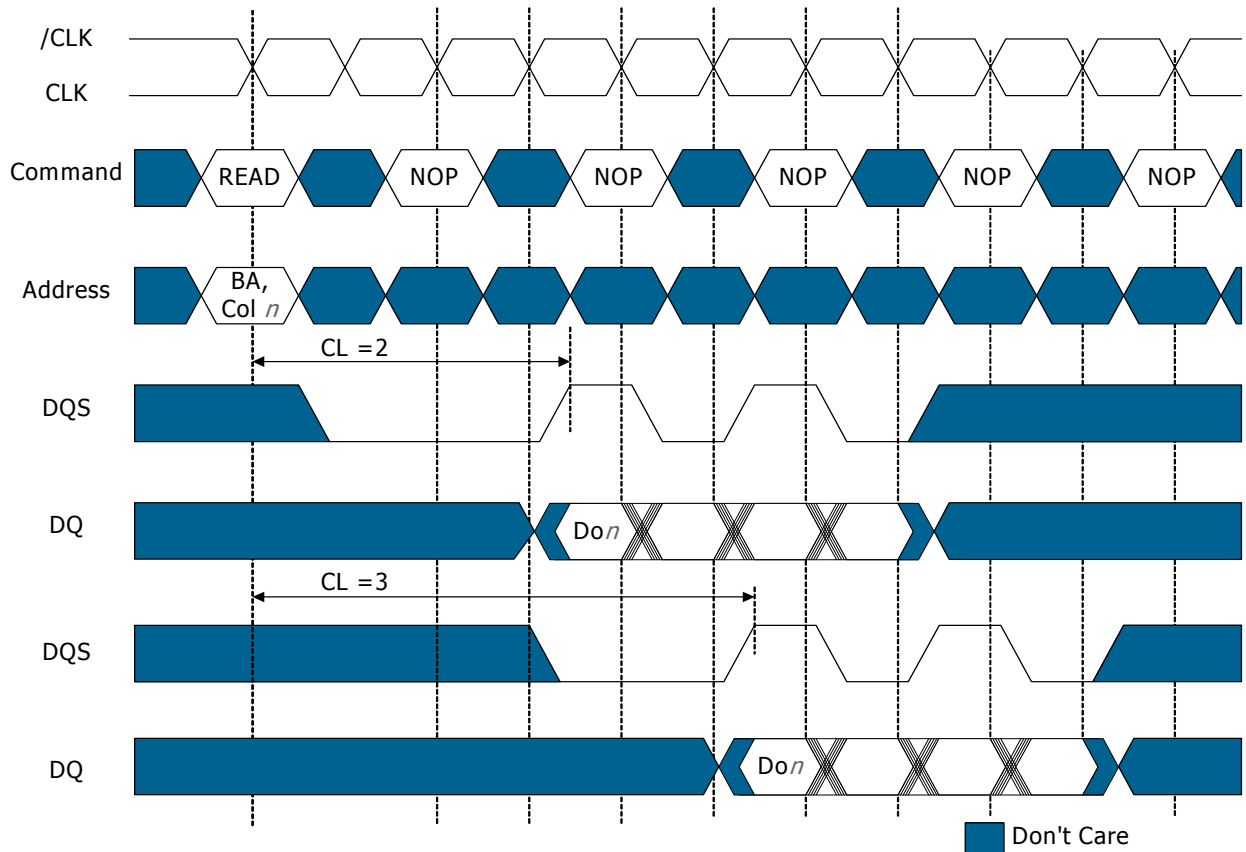 /CLK
CLK
Command
READ
NOP
NOP
NOP
NOP
NOP
Address
BA,
Col n
CL =2
DQS
DQ
Don
CL =3
DQS
DQ
Don
Don't Care